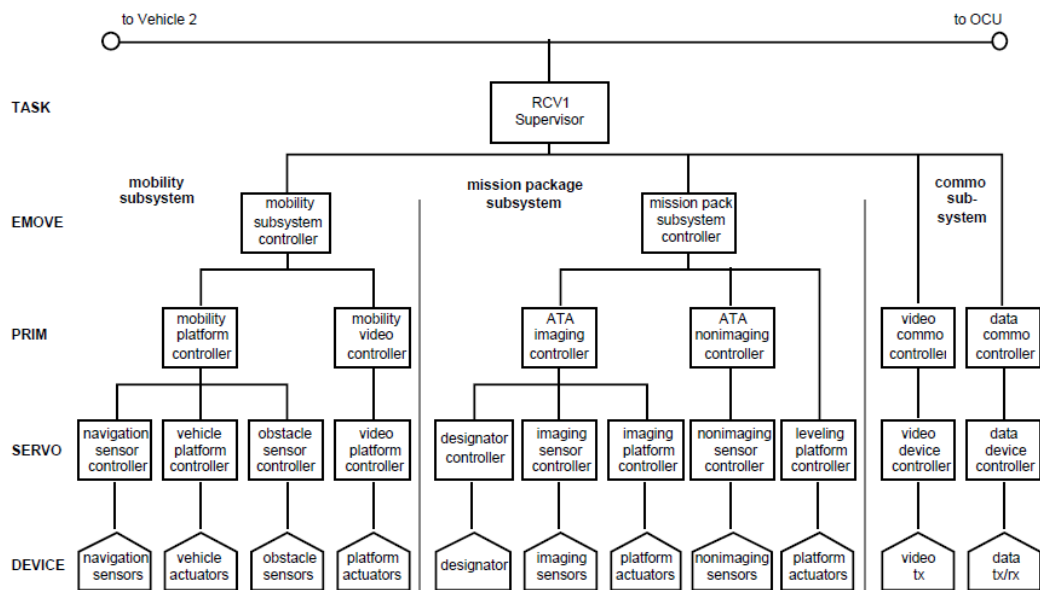 to Vehicle 2
to OCU
TASK
RCV1
Supervisor
mobility
subsystem
mission package
subsystem
commo
sub-
system
EMOVE
mobility
subsystem
controller
mission pack
subsystem
controller
PRIM
mobility
platform
controller
mobility
video
controller
ATA
imaging
controller
ATA
nonimaging
controller
video
commo
controller
data
commo
controller
SERVO
navigation
sensor
controller
vehicle
platform
controller
obstacle
sensor
controller
video
platform
controller
designator
controller
imaging
sensor
controller
imaging
platform
controller
nonimaging
sensor
controller
leveling
platform
controller
video
device
controller
data
device
controller
DEVICE
navigation
sensors
vehicle
actuators
obstacle
sensors
platform
actuators
designator
imaging
sensors
platform
actuators
nonimaging
sensors
platform
actuators
video
tx
data
tx/rx